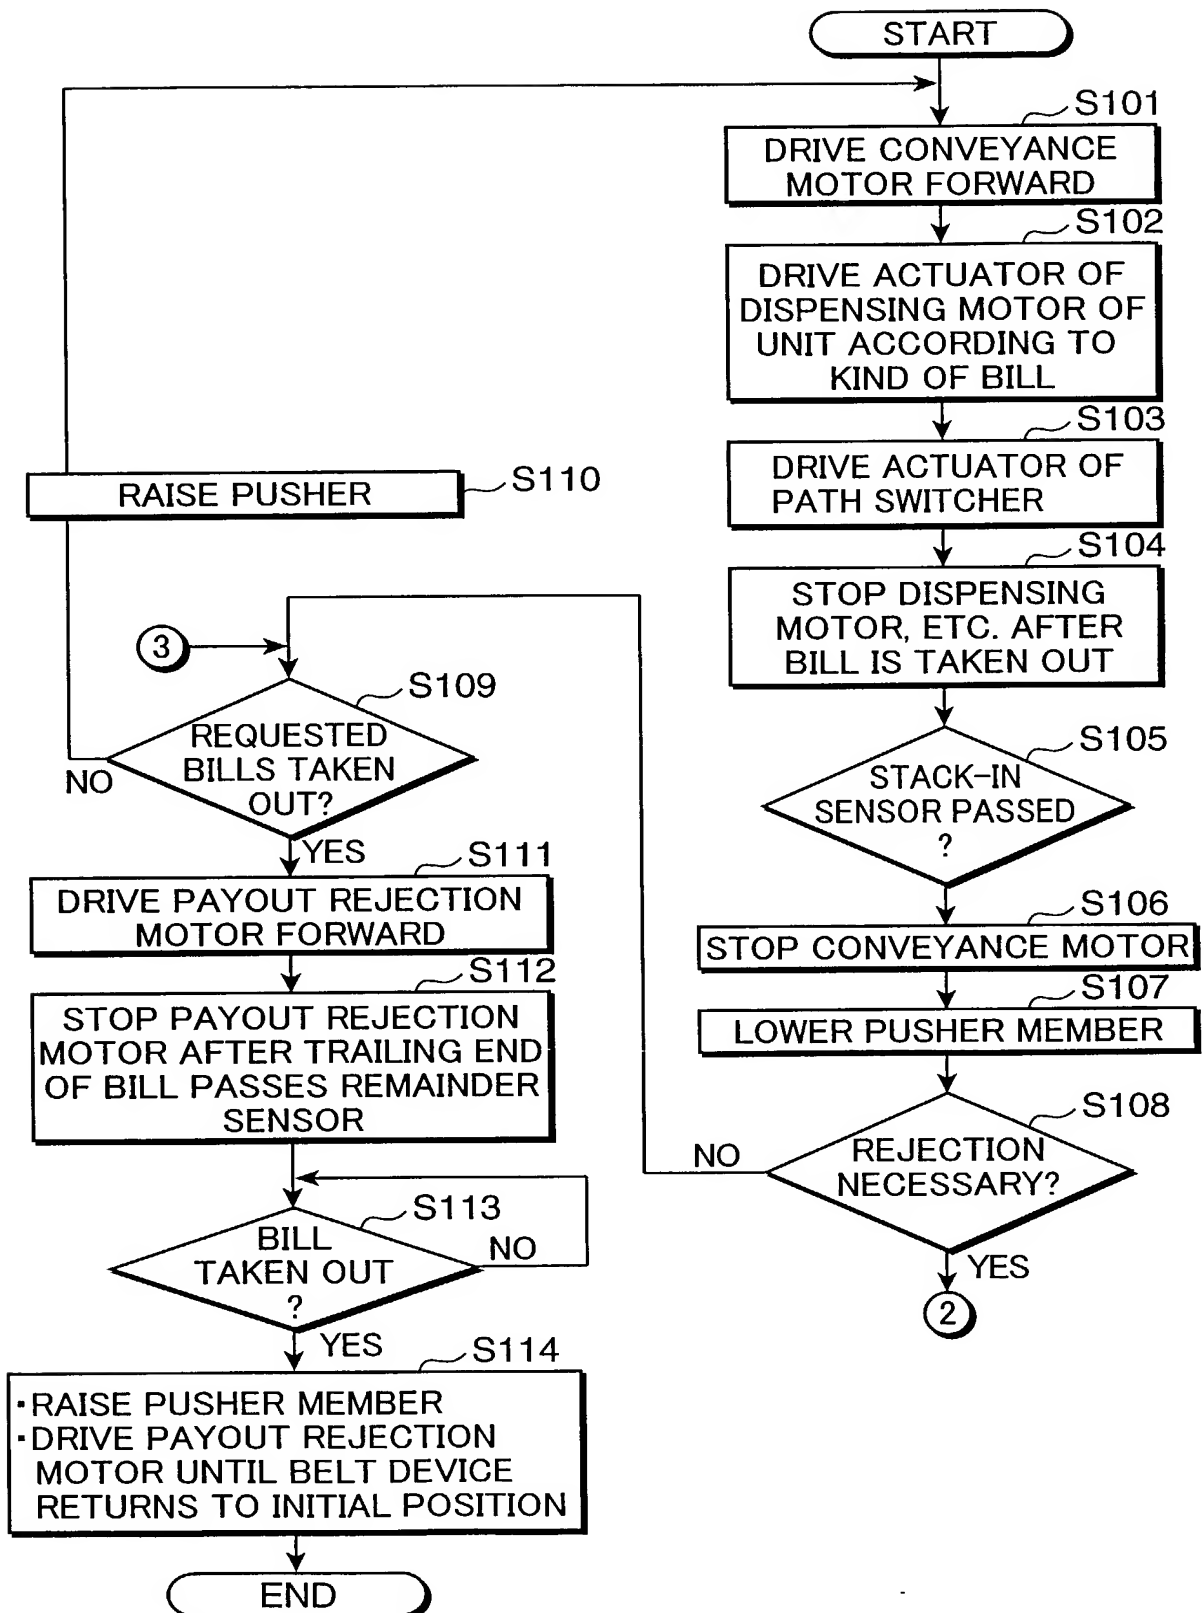 START
S101
DRIVE CONVEYANCE
MOTOR FORWARD
S102
DRIVE ACTUATOR OF
DISPENSING MOTOR OF
UNIT ACCORDING TO
KIND OF BILL
S103
DRIVE ACTUATOR OF
PATH SWITCHER
S104
STOP DISPENSING
MOTOR, ETC. AFTER
BILL IS TAKEN OUT
S105
STACK-IN
SENSOR PASSED
?
S106
STOP CONVEYANCE MOTOR
S107
LOWER PUSHER MEMBER
S108
REJECTION
NECESSARY?
NO
YES
2
RAISE PUSHER
S110
3
S109
REQUESTED
BILLS TAKEN
OUT?
NO
YES
S111
DRIVE PAYOUT REJECTION
MOTOR FORWARD
S112
STOP PAYOUT REJECTION
MOTOR AFTER TRAILING END
OF BILL PASSES REMAINDER
SENSOR
S113
BILL
TAKEN OUT
?
NO
YES
S114
·RAISE PUSHER MEMBER
·DRIVE PAYOUT REJECTION
MOTOR UNTIL BELT DEVICE
RETURNS TO INITIAL POSITION
END